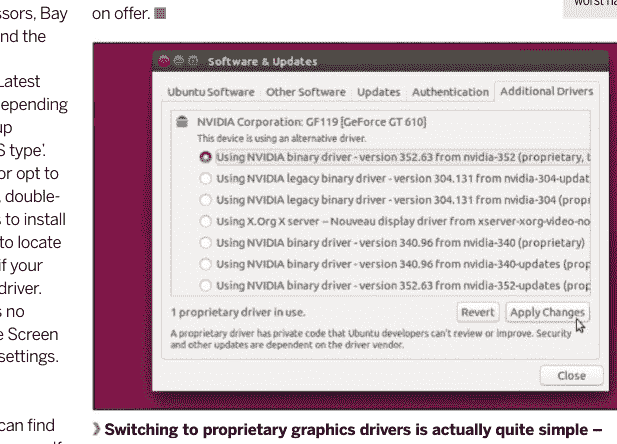 ssors, Bay
nd the
Latest
depending
up
S type'.
or opt to
, double-
s to install
to locate
if your
driver.
s no
e Screen
settings.
can find
on offer.
worst ha
Software & Updates
Ubuntu Software Other Software Updates Authentication Additional Drivers
NVIDIA Corporation: GF119 [GeForce GT 610]
This device is using an alternative driver.
Using NVIDIA binary driver - version 352.63 from nvidia-352 (proprietary, t
Using NVIDIA legacy binary driver - version 304.131 from nvidia-304-updat
Using NVIDIA legacy binary driver - version 304.131 from nvidia-304 (propr
Using X.Org X server – Nouveau display driver from xserver-xorg-video-no
Using NVIDIA binary driver - version 340.96 from nvidia-340 (proprietary)
Using NVIDIA binary driver - version 340.96 from nvidia-340-updates (prop
Using NVIDIA binary driver - version 352.63 from nvidia-352-updates (prop
1 proprietary driver in use.
Revert Apply Changes
A proprietary driver has private code that Ubuntu developers can't review or improve. Security
and other updates are dependent on the driver vendor.
Close
Switching to proprietary graphics drivers is actually quite simple –